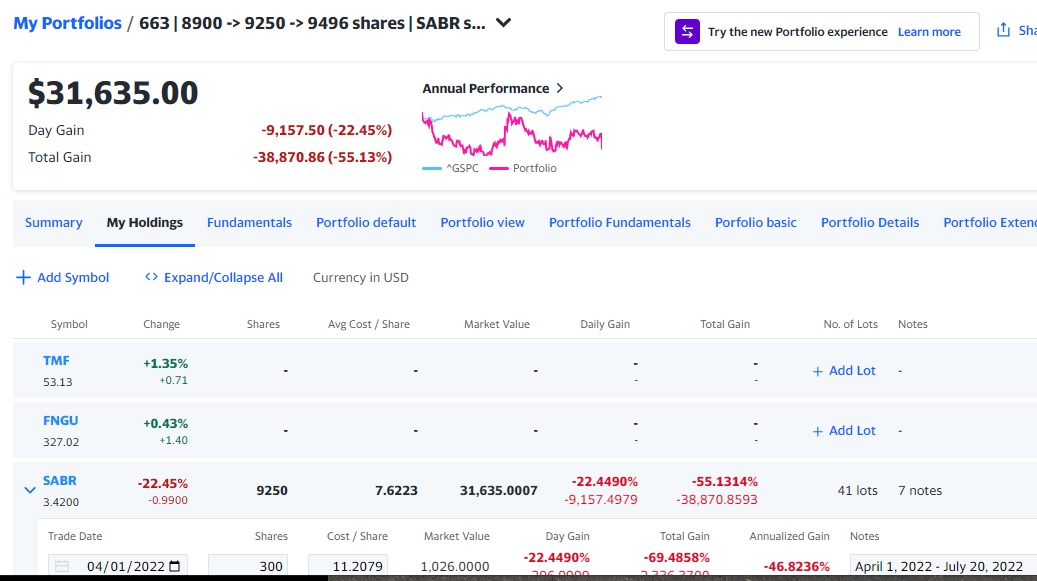 My Portfolios / 663 | 8900 -> 9250 -> 9496 shares | SABR s...
Try the new Portfolio experience Learn more
Sha
$31,635.00
Day Gain -9,157.50 (-22.45%)
Total Gain -38,870.86 (-55.13%)
Annual Performance
^GSPC Portfolio
Summary My Holdings Fundamentals Portfolio default Portfolio view Portfolio Fundamentals Porfolio basic Portfolio Details Portfolio Exten
Add Symbol Expand/Collapse All Currency in USD
Symbol Change Shares Avg Cost / Share Market Value Daily Gain Total Gain No. of Lots Notes
TMF +1.35% - - - - - + Add Lot -
53.13 +0.71 - -
FNGU +0.43% - - - - - + Add Lot -
327.02 +1.40 - -
SABR -22.45% 9250 7.6223 31,635.0007 -22.4490% -55.1314% 41 lots 7 notes
3.4200 -0.9900 -9,157.4979 -38,870.8593
Trade Date Shares Cost / Share Market Value Day Gain Total Gain Annualized Gain Notes
04/01/2022 300 11.2079 1,026.0000 -22.4490% -69.4858% -46.8236% April 1, 2022 - July 20, 2022